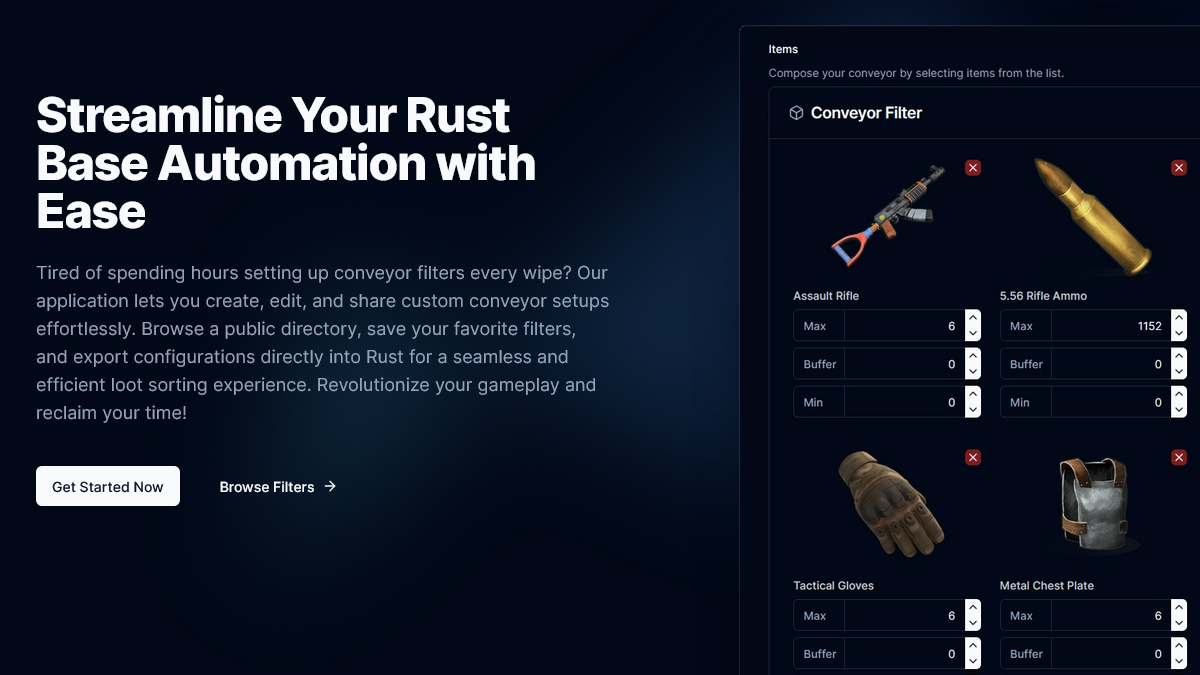 Streamline Your Rust
Base Automation with
Ease
Tired of spending hours setting up conveyor filters every wipe? Our
application lets you create, edit, and share custom conveyor setups
effortlessly. Browse a public directory, save your favorite filters,
and export configurations directly into Rust for a seamless and
efficient loot sorting experience. Revolutionize your gameplay and
reclaim your time!
Get Started Now
Browse Filters
Items
Compose your conveyor by selecting items from the list.
Conveyor Filter
Assault Rifle
Max 6
Buffer 0
Min 0
5.56 Rifle Ammo
Max 1152
Buffer 0
Min 0
Tactical Gloves
Max 6
Buffer 0
Metal Chest Plate
Max 6
Buffer 0